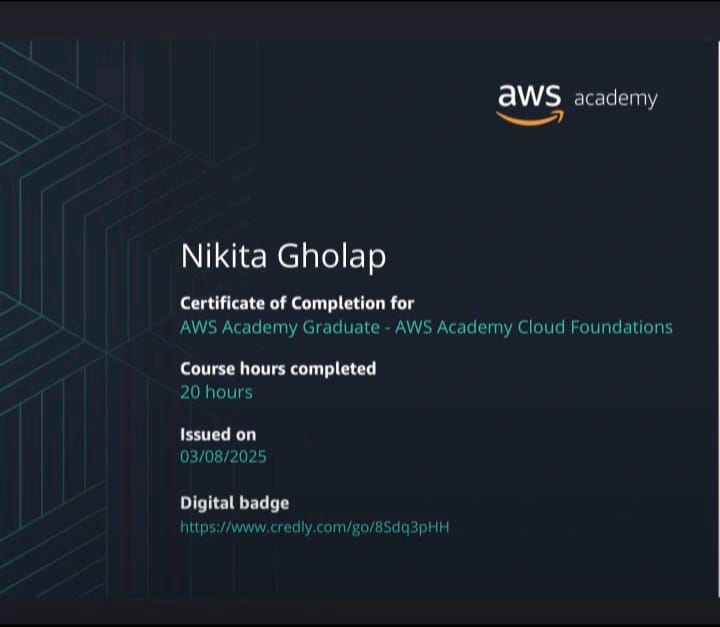 aws academy
Nikita Gholap
Certificate of Completion for
AWS Academy Graduate - AWS Academy Cloud Foundations
Course hours completed
20 hours
Issued on
03/08/2025
Digital badge
https://www.credly.com/go/8Sdq3pHH